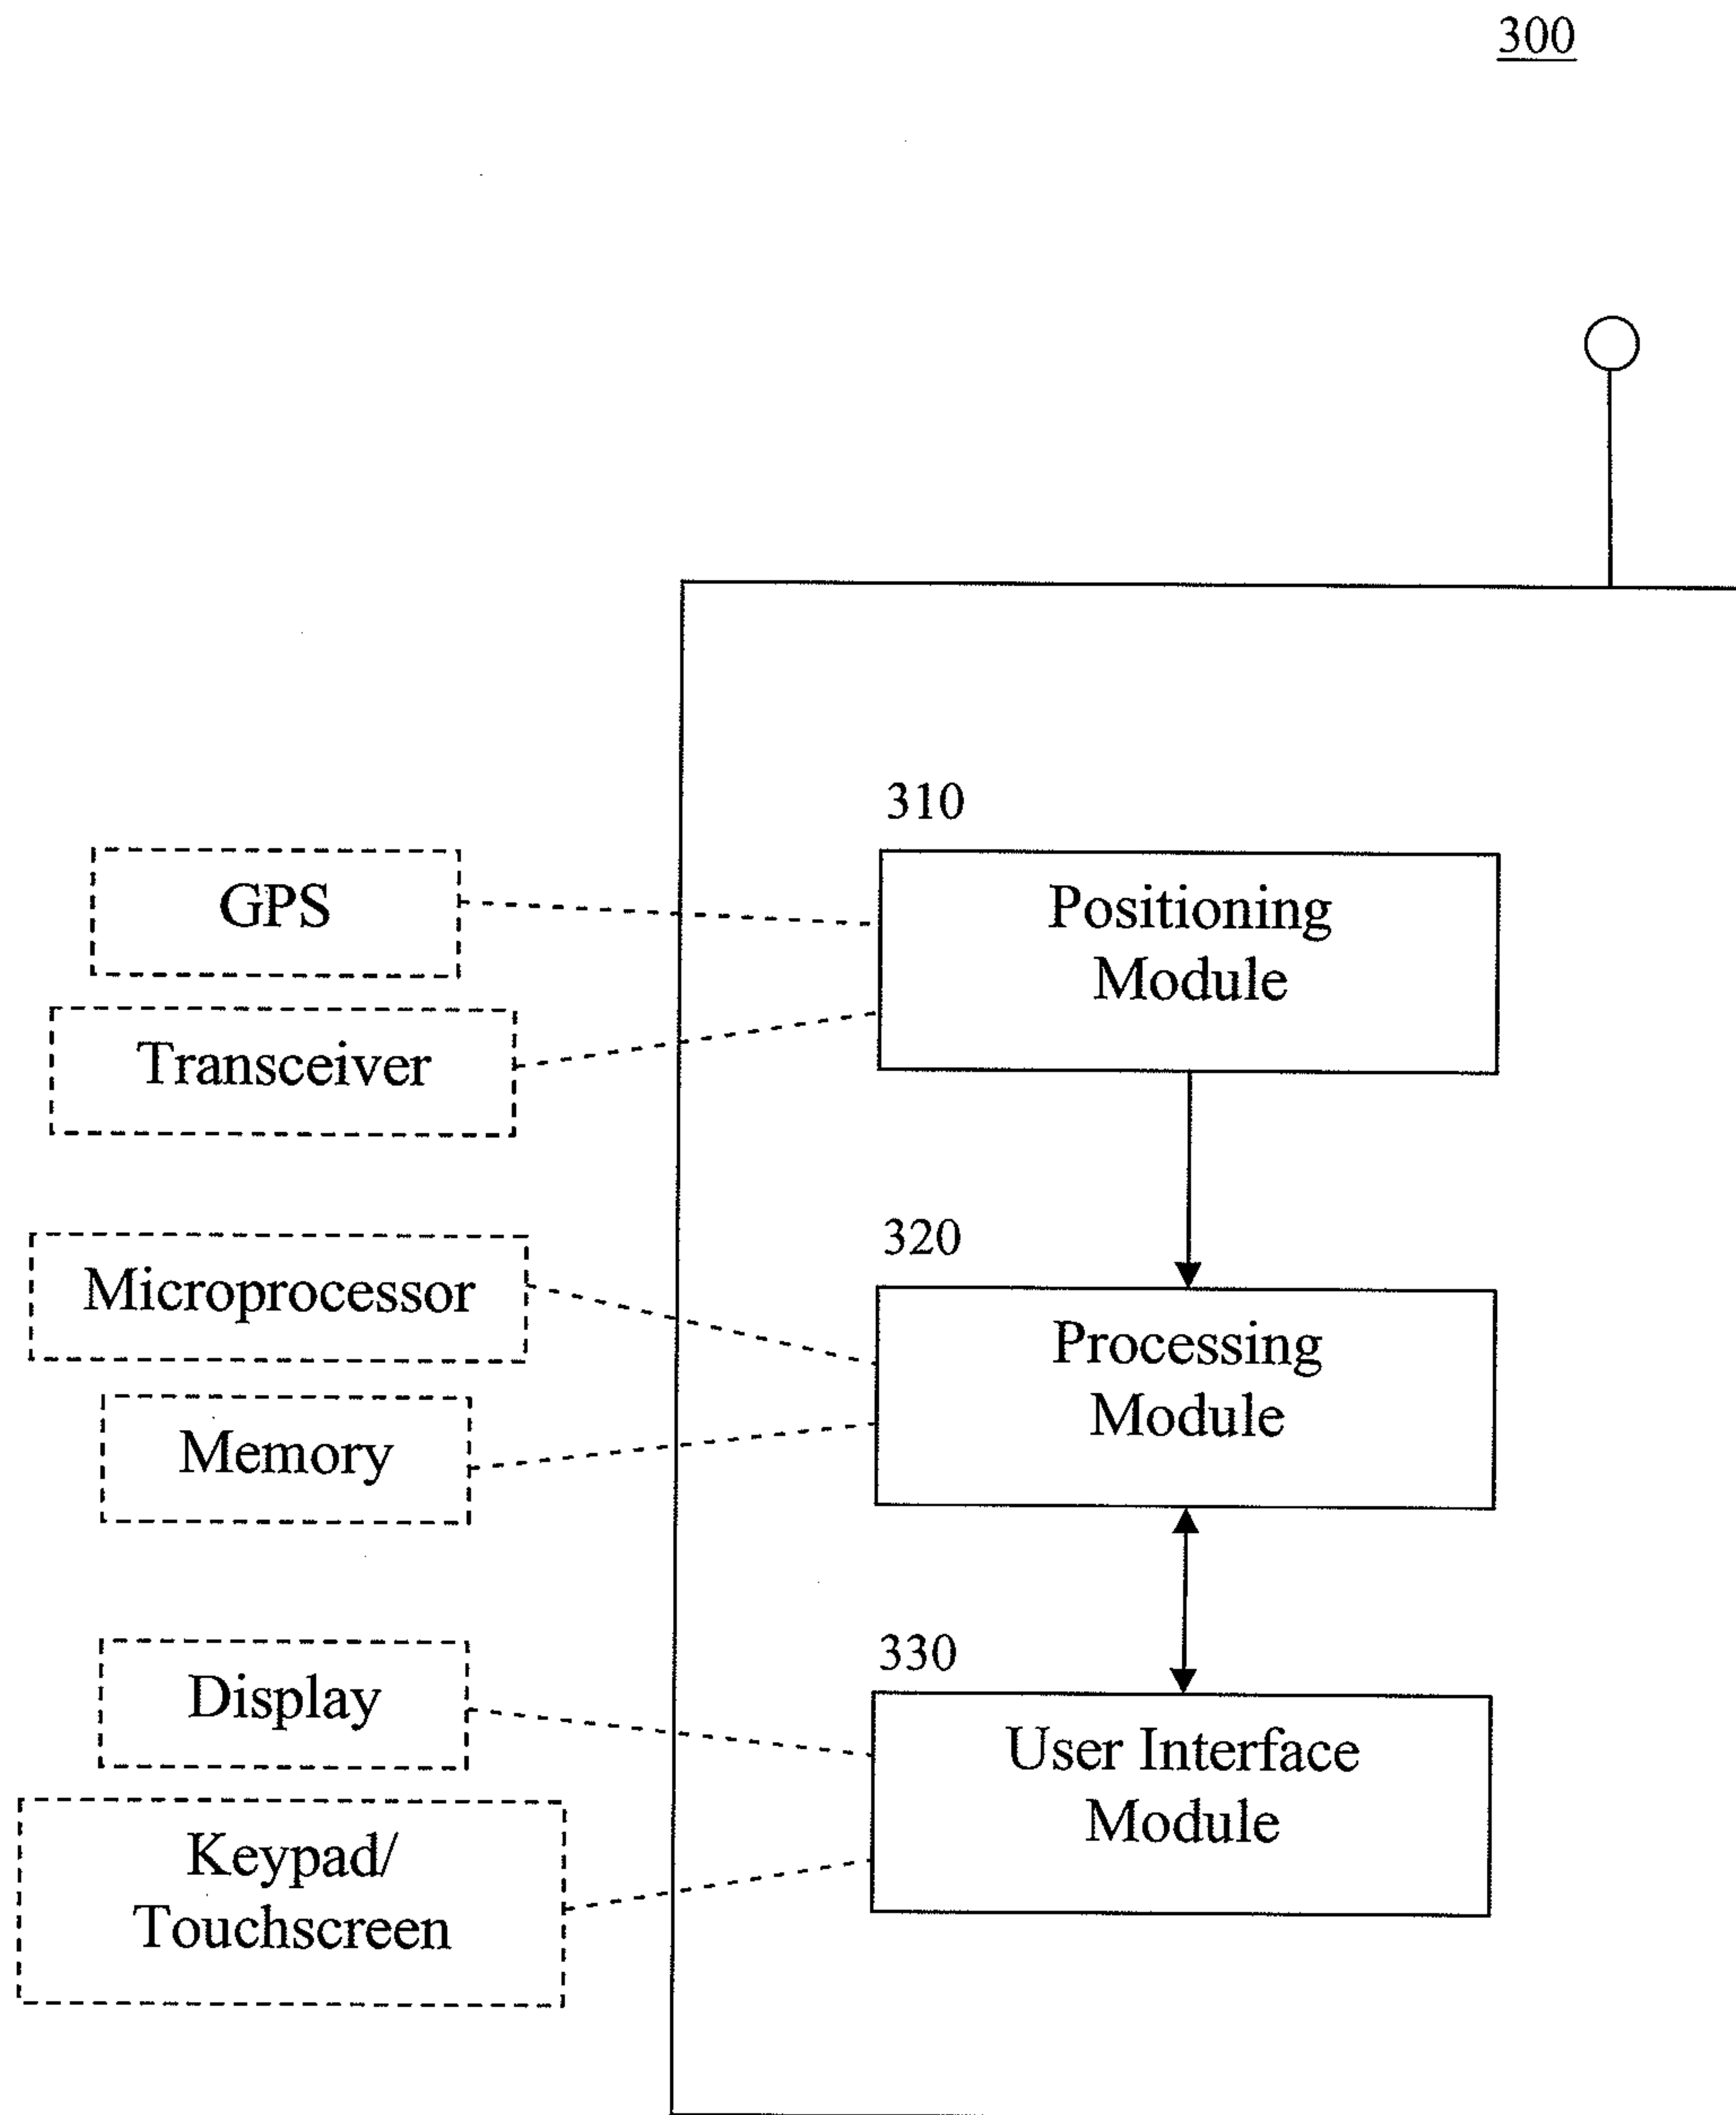 300
310
GPS
Positioning
Module
Transceiver
320
Microprocessor
Processing
Module
Memory
330
Display
User Interface
Module
Keypad/
Touchscreen